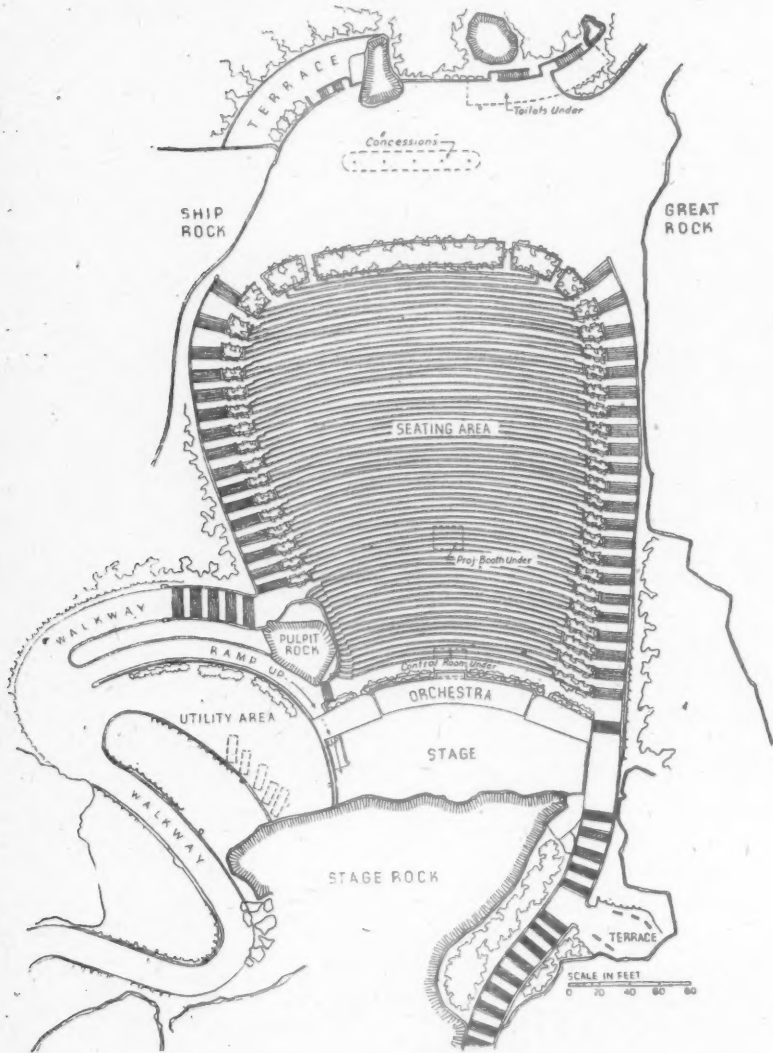 TERRACE
Toilets Under
Concessions
SHIP
ROCK
GREAT
ROCK
SEATING AREA
Proj. Booth Under
WALKWAY
PULPIT
ROCK
RAMP UP
Control Room Under
ORCHESTRA
UTILITY AREA
STAGE
WALKWAY
STAGE ROCK
TERRACE
SCALE IN FEET
0 20 40 60 80